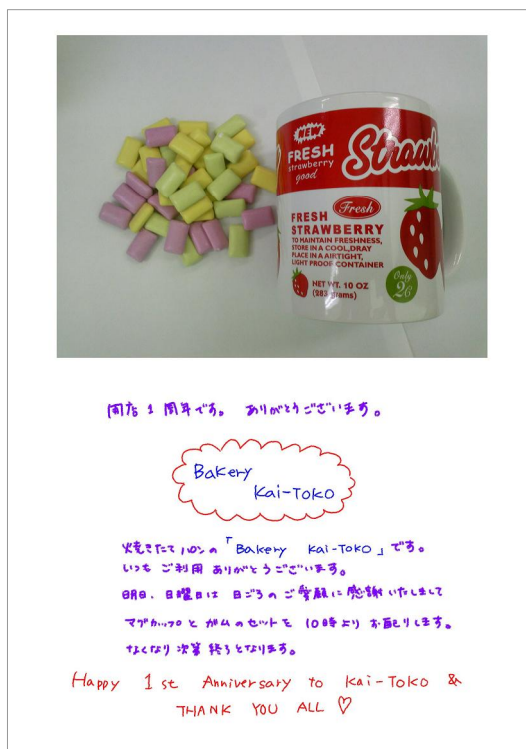 NEW
FRESH
strawberry
good
Fresh
FRESH
STRAWBERRY
TO MAINTAIN FRESHNESS,
STORE IN A COOL,DRAY
PLACE IN A AIRTIGHT,
LIGHT PROOF CONTAINER
NET WT. 10 OZ
(283 grams)
Only
26
開店1周年です。 ありがとうございます。
Bakery
Kai-Toko
焼きたてパンの「Bakery Kai-Toko」です。
いつも ご利用 ありがとうございます。
明日、日曜日は 日ごろの ご愛顧に 感謝いたしまして
マグカップと ガムのセットを 10時より お配りします。
なくなり次第 終了となります。
Happy 1st Anniversary to Kai-Toko &
THANK YOU ALL ♡